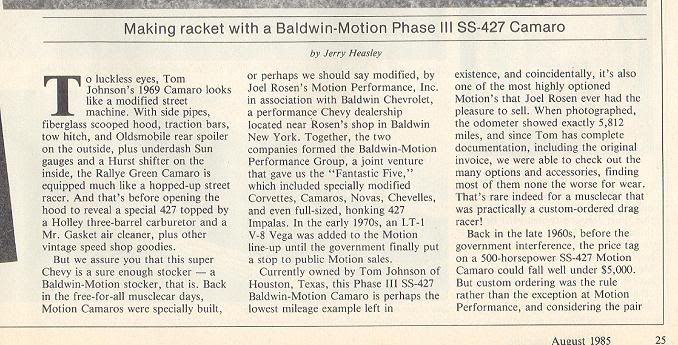 Making racket with a Baldwin-Motion Phase III SS-427 Camaro
by Jerry Heasley
To luckless eyes, Tom
Johnson's 1969 Camaro looks
like a modified street
machine. With side pipes,
fiberglass scooped hood, traction bars,
tow hitch, and Oldsmobile rear spoiler
on the outside, plus underdash Sun
gauges and a Hurst shifter on the
inside, the Rallye Green Camaro is
equipped much like a hopped-up street
racer. And that's before opening the
hood to reveal a special 427 topped by
a Holley three-barrel carburetor and a
Mr. Gasket air cleaner, plus other
vintage speed shop goodies.
But we assure you that this super
Chevy is a sure enough stocker — a
Baldwin-Motion stocker, that is. Back
in the free-for-all musclecar days,
Motion Camaros were specially built,
or perhaps we should say modified, by
Joel Rosen's Motion Performance, Inc.
in association with Baldwin Chevrolet,
a performance Chevy dealership
located near Rosen's shop in Baldwin
New York. Together, the two
companies formed the Baldwin-Motion
Performance Group, a joint venture
that gave us the "Fantastic Five,"
which included specially modified
Corvettes, Camaros, Novas, Chevelles,
and even full-sized, honking 427
Impalas. In the early 1970s, an LT-1
V-8 Vega was added to the Motion
line-up until the government finally put
a stop to public Motion sales.
Currently owned by Tom Johnson of
Houston, Texas, this Phase III SS-427
Baldwin-Motion Camaro is perhaps the
lowest mileage example left in
existence, and coincidentally, it's also
one of the most highly optioned
Motion's that Joel Rosen ever had the
pleasure to sell. When photographed,
the odometer showed exactly 5,812
miles, and since Tom has complete
documentation, including the original
invoice, we were able to check out the
many options and accessories, finding
most of them none the worse for wear.
That's rare indeed for a musclecar that
was practically a custom-ordered drag
racer!
Back in the late 1960s, before the
government interference, the price tag
on a 500-horsepower SS-427 Motion
Camaro could fall well under $5,000.
But custom ordering was the rule
rather than the exception at Motion
Performance, and considering the pair
August 1985 25